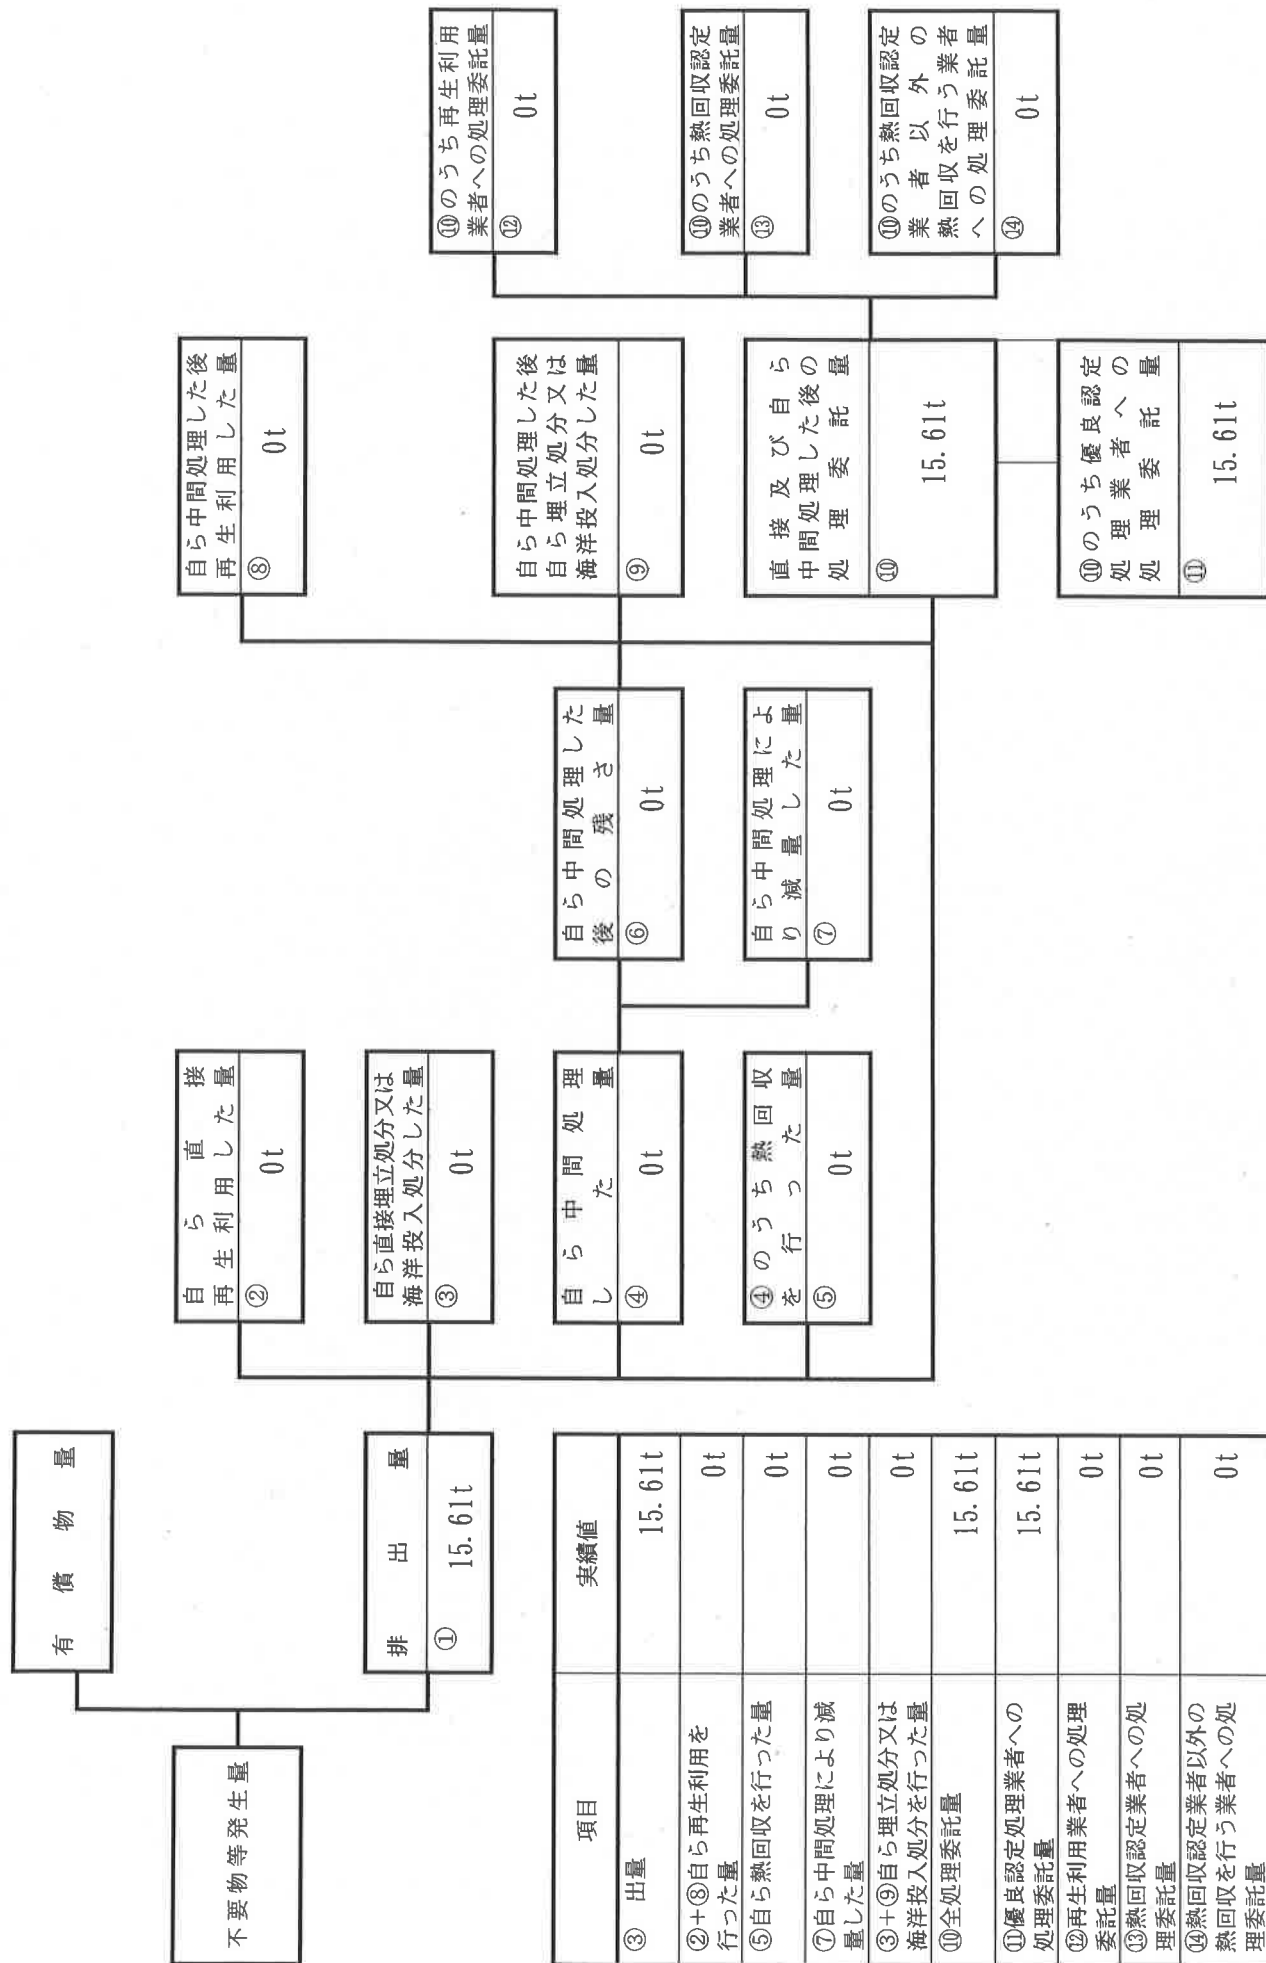 不要物等発生量
有償物量
排出量
① 15.61t
自ら直接
再生利用した量
② 0t
自ら直接埋立処分又は
海洋投入処分した量
③ 0t
自ら中間処理
した量
④ 0t
④のうち熱回収
を行った量
⑤ 0t
自ら中間処理した
後の残さ量
⑥ 0t
自ら中間処理によ
り減量した量
⑦ 0t
自ら中間処理した後
再生利用した量
⑧ 0t
自ら中間処理した後
自ら埋立処分又は
海洋投入処分した量
⑨ 0t
直接及び自ら
中間処理した後の
処理委託量
⑩ 15.61t
⑩のうち優良認定
処理業者への
処理委託量
⑪ 15.61t
⑩のうち再生利用
業者への処理委託量
⑫ 0t
⑩のうち熱回収認定
業者への処理委託量
⑬ 0t
⑩のうち熱回収認定
業者以外の
熱回収を行う業者
への処理委託量
⑭ 0t
項目 実績値
③ 出量 15.61t
②+⑧自ら再生利用を
行った量 0t
⑤自ら熱回収を行った量 0t
⑦自ら中間処理により減
量した量 0t
③+⑨自ら埋立処分又は
海洋投入処分を行った量 0t
⑩全処理委託量 15.61t
⑪優良認定処理業者への
処理委託量 15.61t
⑫再生利用業者への処理
委託量 0t
⑬熱回収認定業者への処
理委託量 0t
⑭熱回収認定業者以外の
熱回収を行う業者への処
理委託量 0t